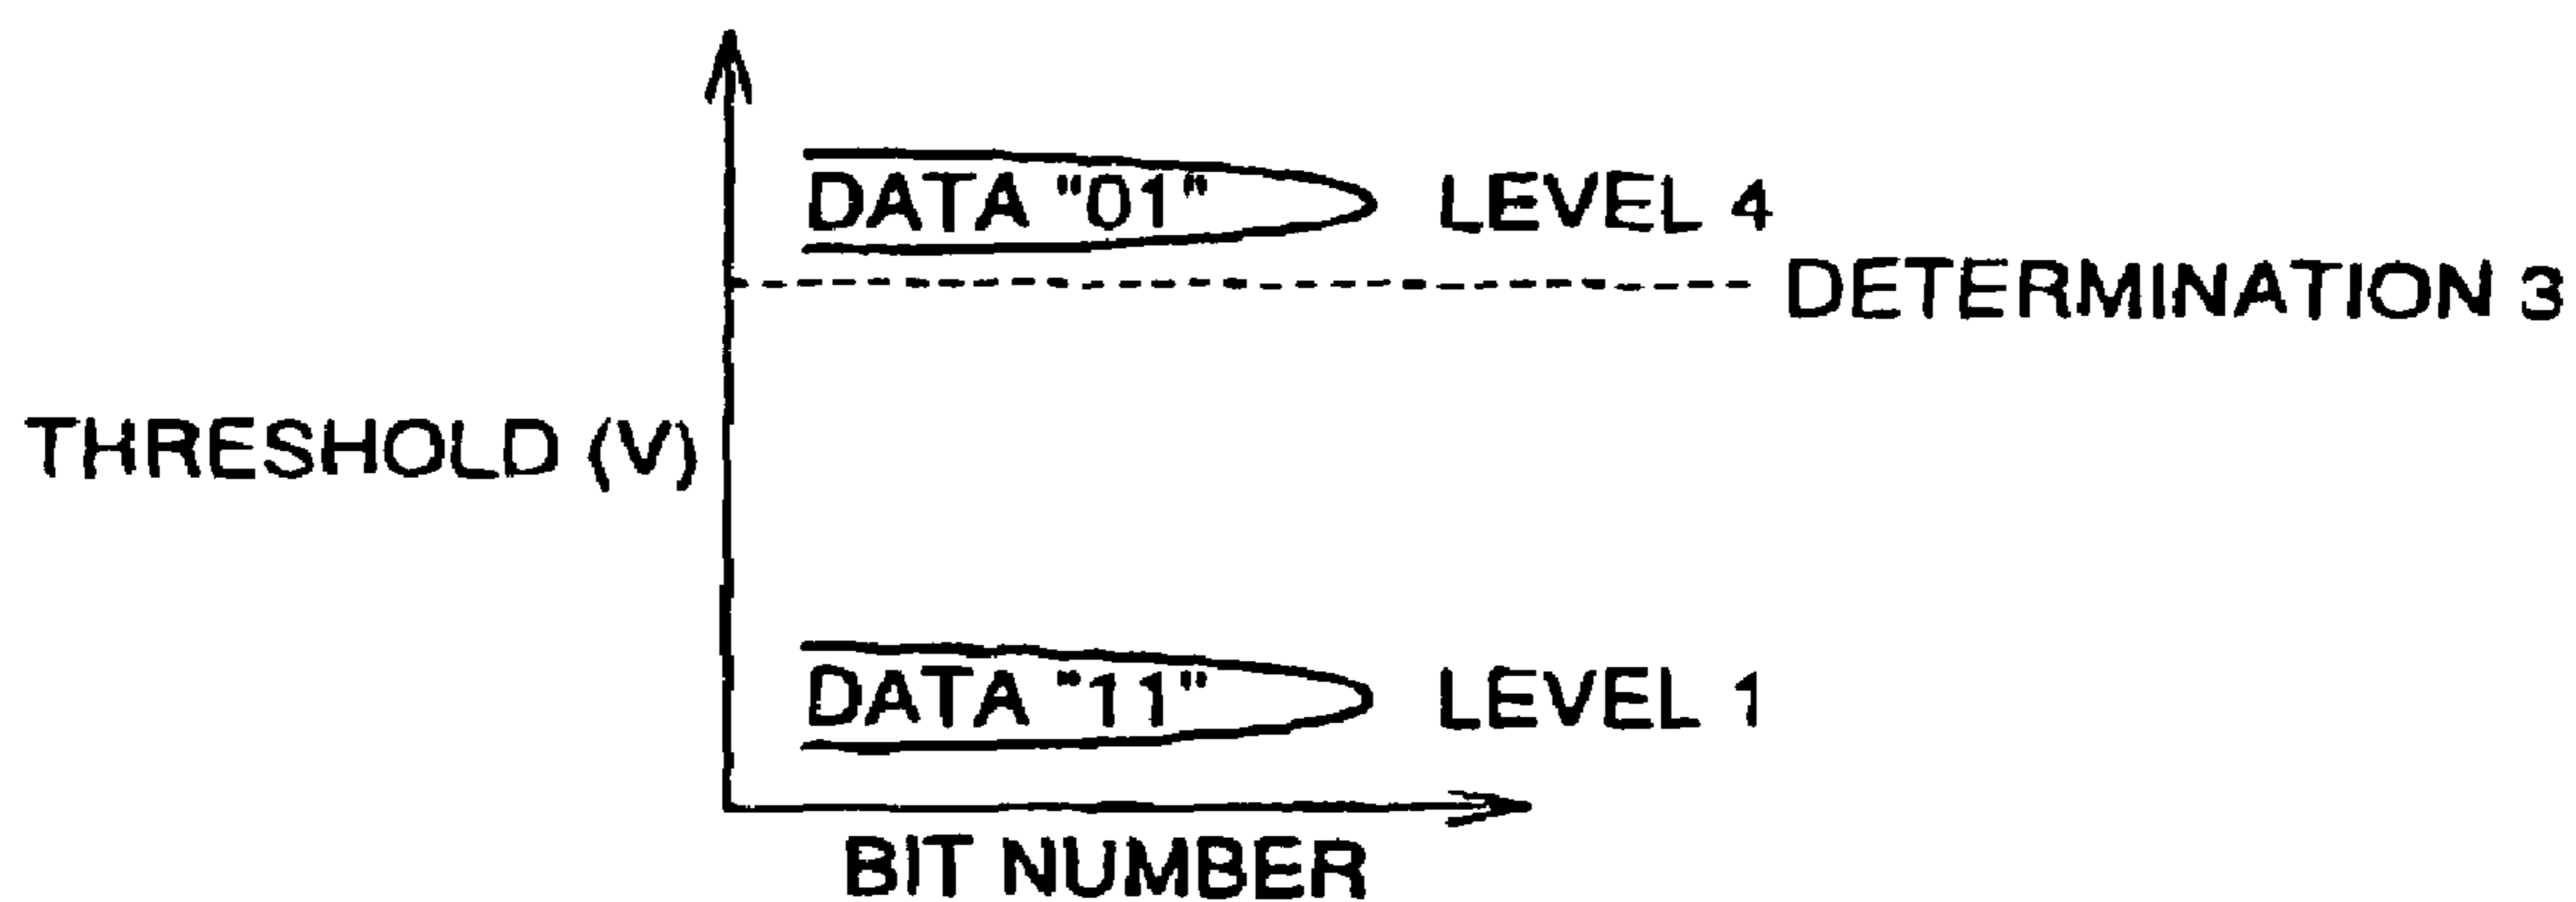 DATA "01" LEVEL 4
DETERMINATION 3
THRESHOLD (V)
DATA "11" LEVEL 1
BIT NUMBER